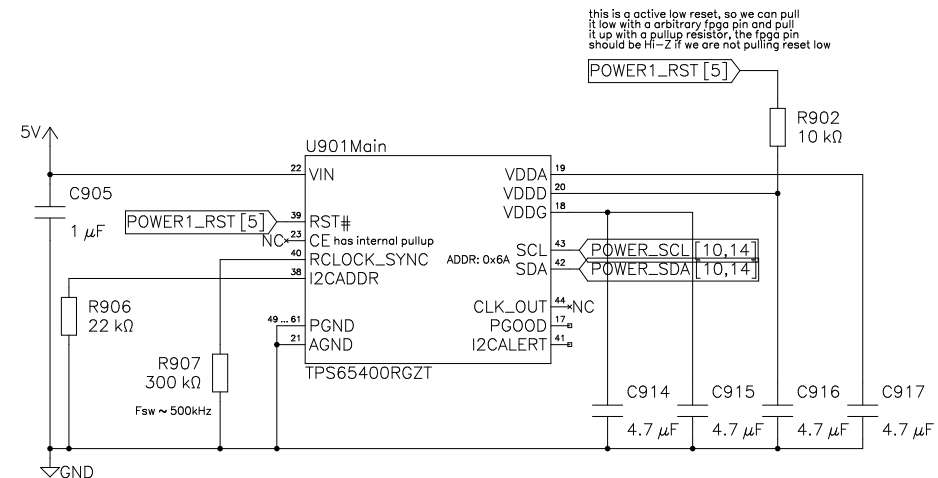 this is a active low reset, so we can pull
it low with a arbitrary fpga pin and pull
it up with a pullup resistor, the fpga pin
should be Hi-Z if we are not pulling reset low
POWER1_RST [5]
R902
10 kΩ
5V
U901Main
22 VIN
VDDA 19
VDDD 20
VDDG 18
C905
1 µF
POWER1_RST [5] 39 RST#
NC 23 CE has internal pullup
40 RCLOCK_SYNC
38 I2CADDR
SCL 43 POWER_SCL [10,14]
ADDR: 0x6A
SDA 42 POWER_SDA [10,14]
R906
22 kΩ
CLK_OUT 44 NC
49 ... 61 PGND
PGOOD 17
21 AGND
I2CALERT 41
TPS65400RGZT
R907
300 kΩ
Fsw ~ 500kHz
C914
4.7 µF
C915
4.7 µF
C916
4.7 µF
C917
4.7 µF
GND